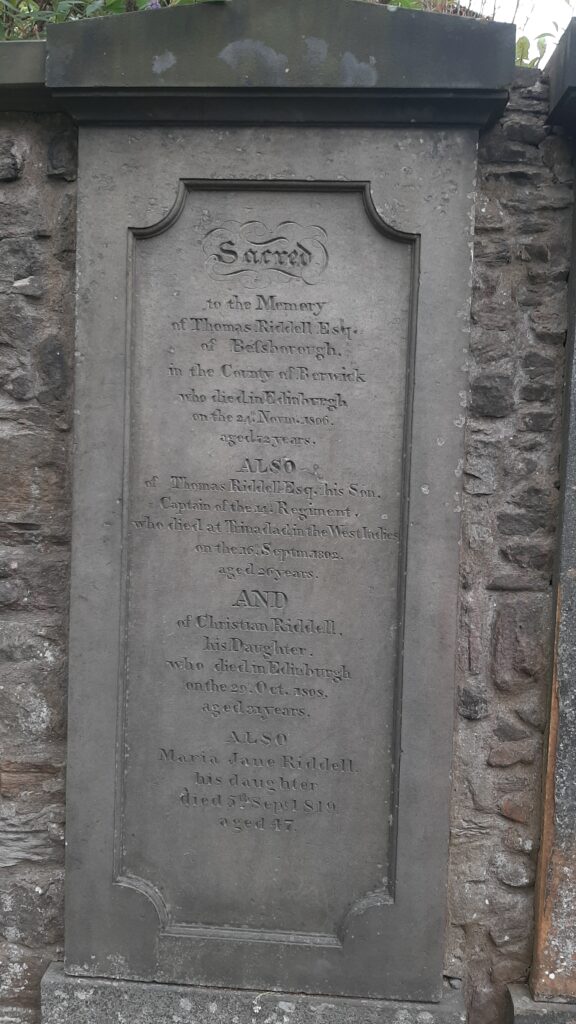 Sacred
to the Memory
of Thomas Riddell Esq.
of Beſsborough,
in the County of Berwick
who died in Edinburgh
on the 24. Novm. 1806.
aged 72 years.
ALSO
of Thomas Riddell Esq. his Son,
Captain of the 14. Regiment,
who died at Trinadad in the West Indies
on the 16. Septm. 1802.
aged 26 years.
AND
of Christian Riddell,
his Daughter,
who died in Edinburgh
on the 29. Oct. 1808.
aged 31 years.
ALSO
Maria Jane Riddell,
his daughter
died 5th Sept. 1819
aged 47.